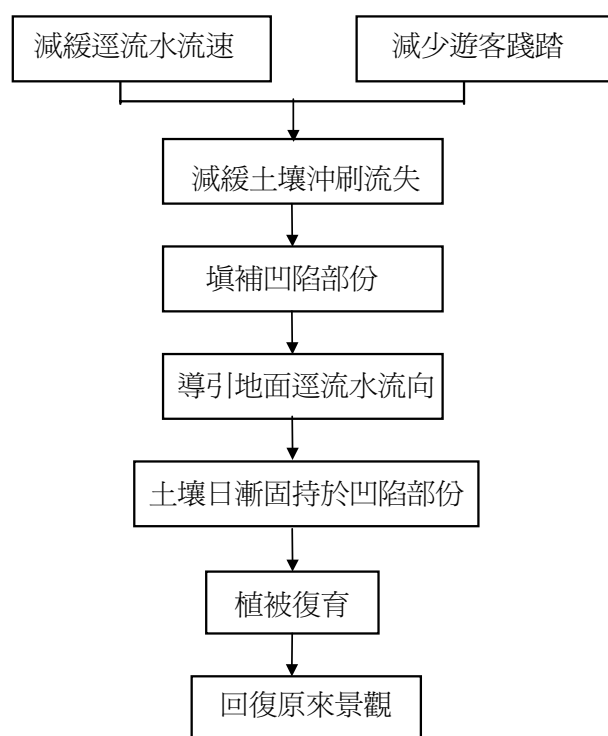 減緩逕流水流速
減少遊客踐踏
減緩土壤沖刷流失
填補凹陷部份
導引地面逕流水流向
土壤日漸固持於凹陷部份
植被復育
回復原來景觀